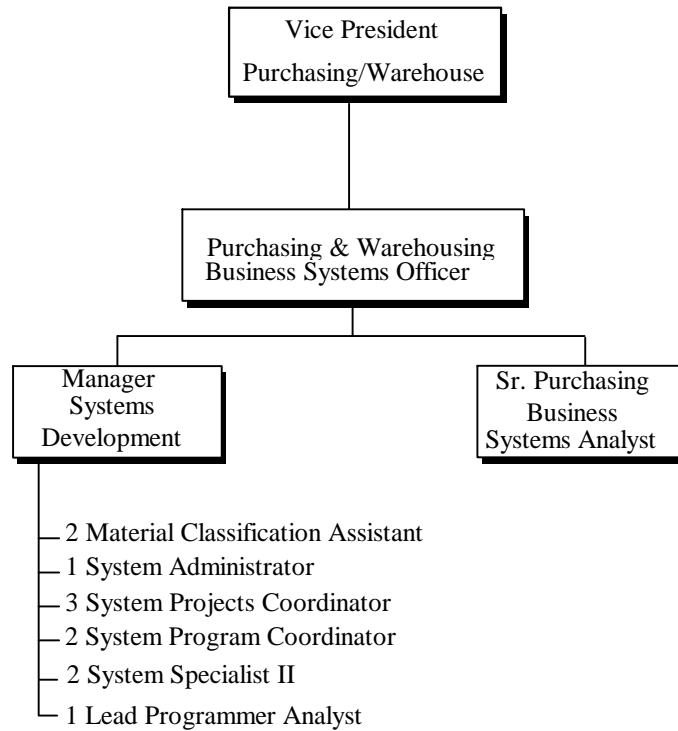 Vice President
Purchasing/Warehouse
Purchasing & Warehousing
Business Systems Officer
Manager
Systems
Development
Sr. Purchasing
Business
Systems Analyst
2 Material Classification Assistant
1 System Administrator
3 System Projects Coordinator
2 System Program Coordinator
2 System Specialist II
1 Lead Programmer Analyst